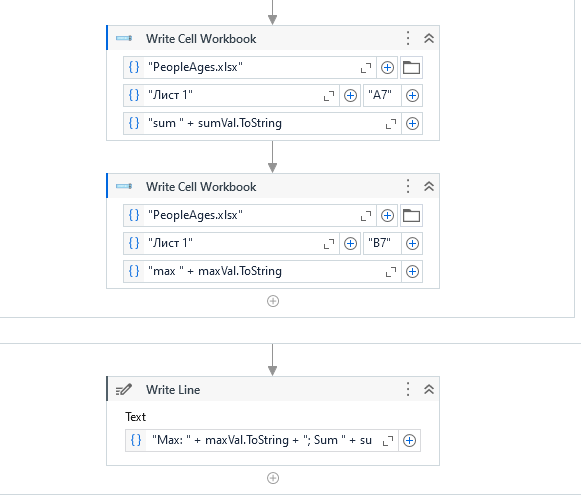 Write Cell Workbook
"PeopleAges.xlsx"
"Лист 1" "A7"
"sum " + sumVal.ToString
Write Cell Workbook
"PeopleAges.xlsx"
"Лист 1" "B7"
"max " + maxVal.ToString
Write Line
Text
"Max: " + maxVal.ToString + "; Sum " + su